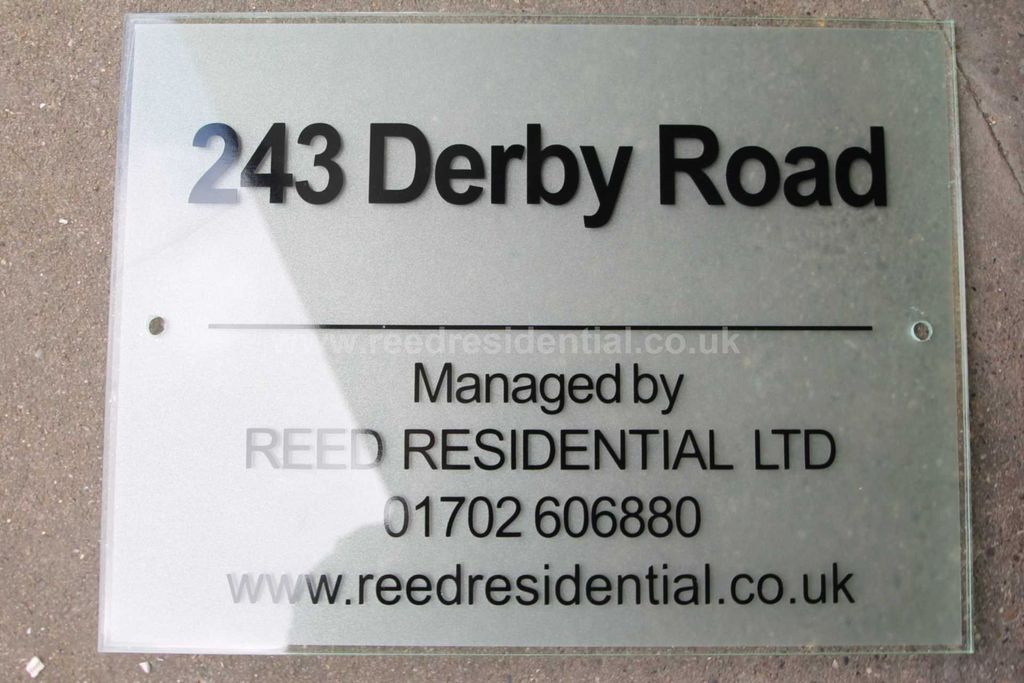 243 Derby Road
www.reedresidential.co.uk
Managed by
REED RESIDENTIAL LTD
01702 606880
www.reedresidential.co.uk